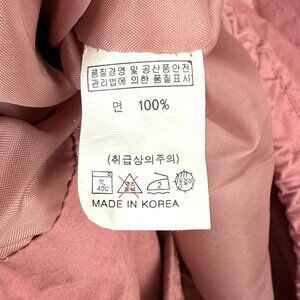 품질경영 및 공산품안전
관리법에 의한 품질표시
면 100%
(취급상의주의)
약
40℃
MADE IN KOREA